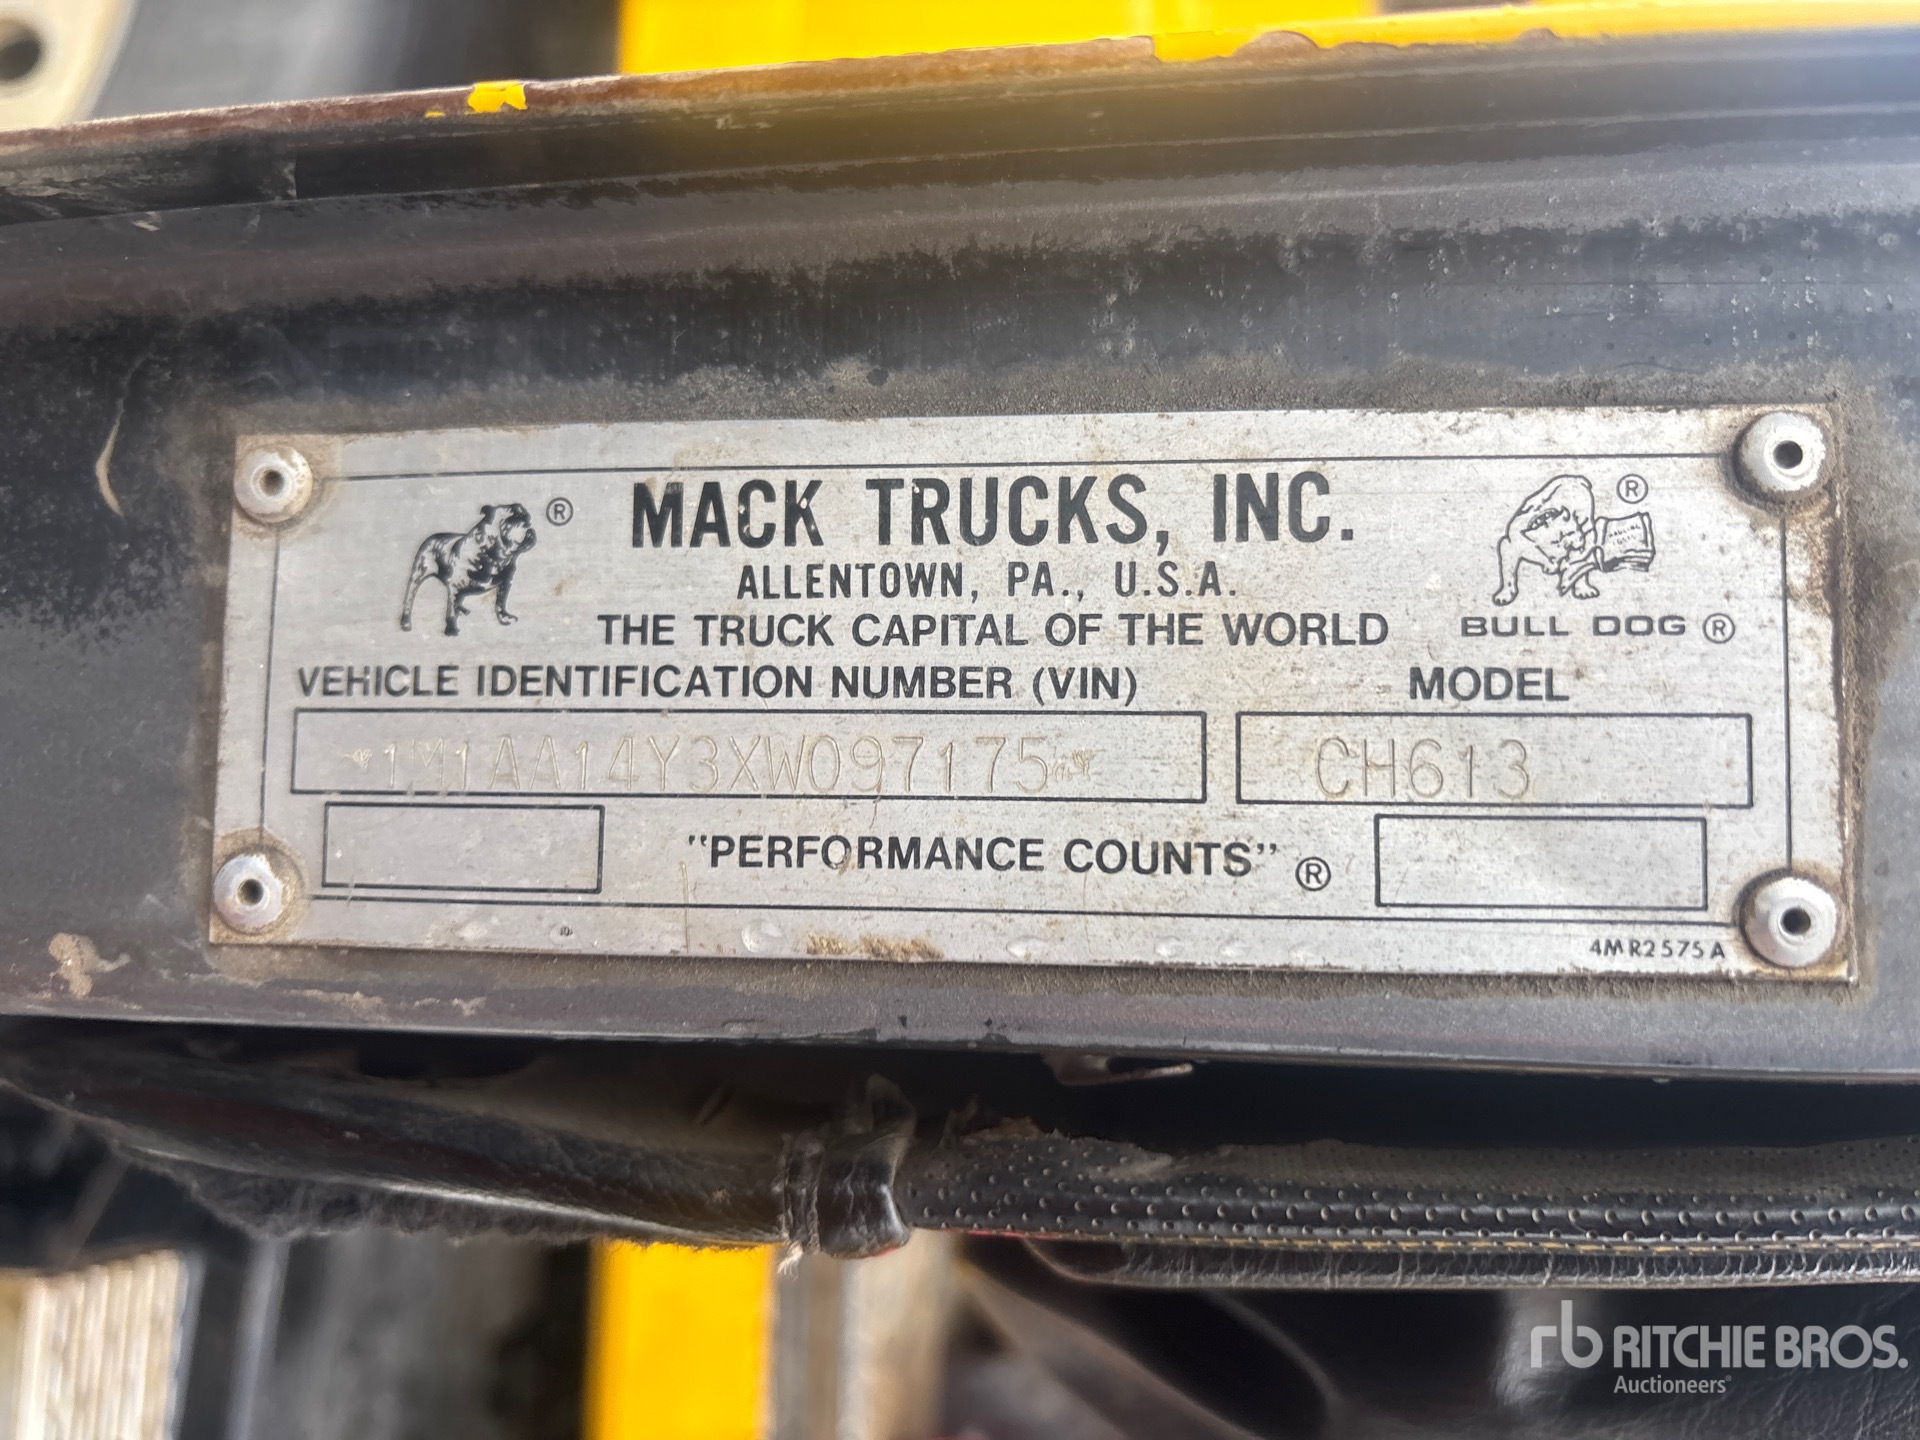 ® MACK TRUCKS, INC. ®
ALLENTOWN, PA., U.S.A.
THE TRUCK CAPITAL OF THE WORLD BULL DOG ®
VEHICLE IDENTIFICATION NUMBER (VIN) MODEL
1M1AA14Y3XW097175 CH613
"PERFORMANCE COUNTS" ®
4MR2575A
rb RITCHIE BROS.
Auctioneers